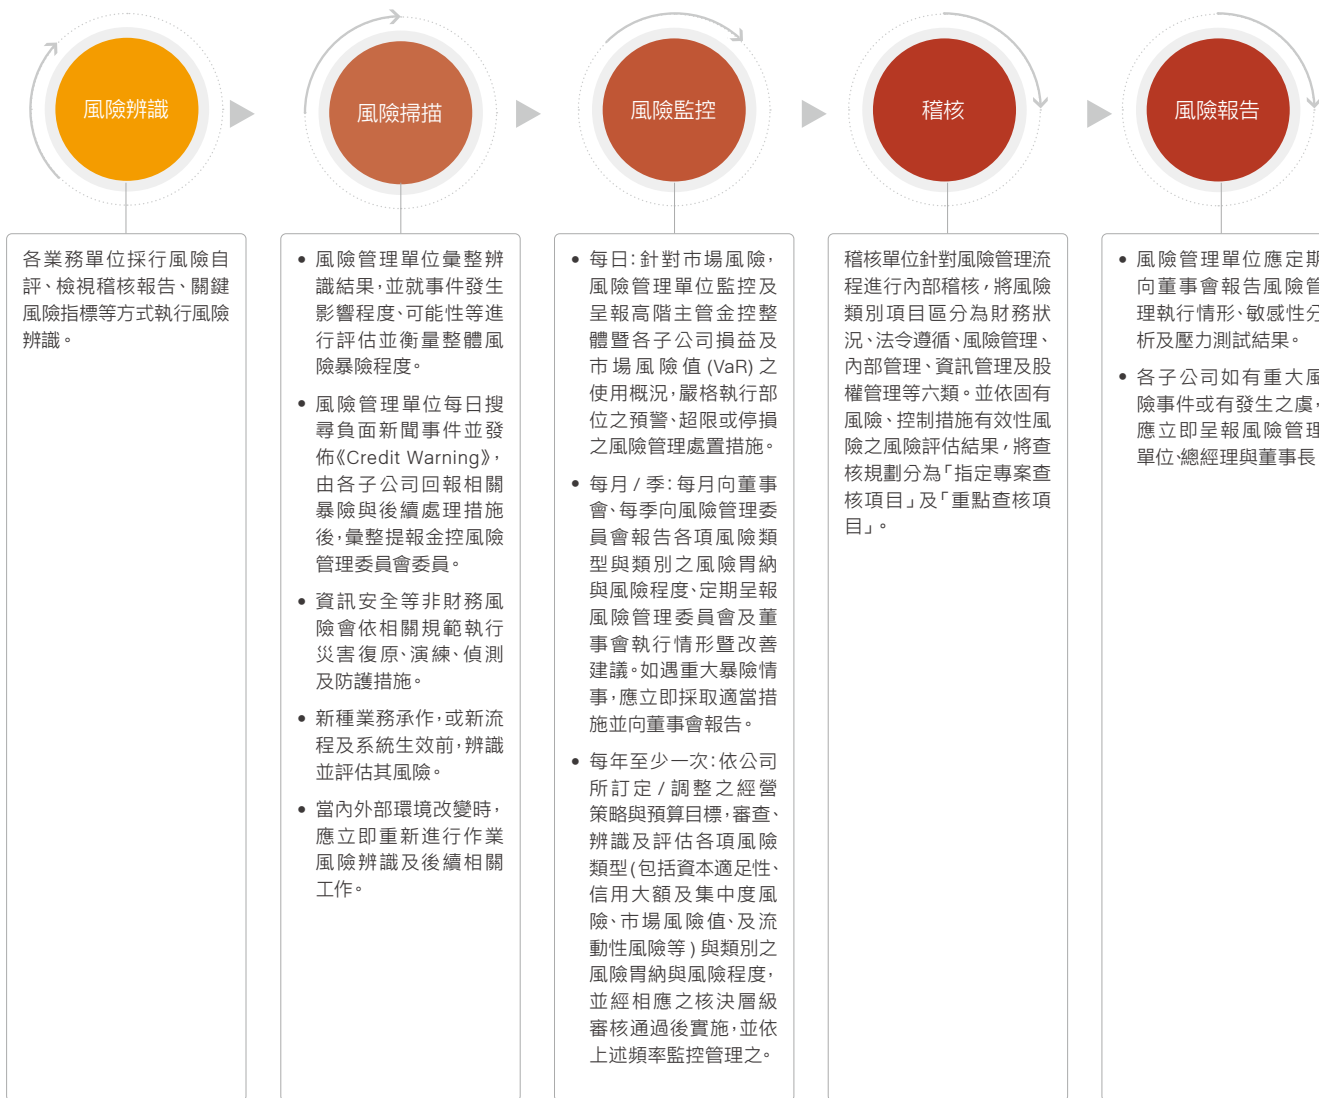 風險辨識
風險掃描
風險監控
稽核
風險報告
各業務單位採行風險自
評、檢視稽核報告、關鍵
風險指標等方式執行風險
辨識。
• 風險管理單位彙整辨
識結果，並就事件發生
影響程度、可能性等進
行評估並衡量整體風
險暴險程度。
• 風險管理單位每日搜
尋負面新聞事件並發
佈《Credit Warning》，
由各子公司回報相關
暴險與後續處理措施
後，彙整提報金控風險
管理委員會委員。
• 資訊安全等非財務風
險會依相關規範執行
災害復原、演練、偵測
及防護措施。
• 新種業務承作，或新流
程及系統生效前，辨識
並評估其風險。
• 當內外部環境改變時，
應立即重新進行作業
風險辨識及後續相關
工作。
• 每日：針對市場風險，
風險管理單位監控及
呈報高階主管金控整
體暨各子公司損益及
市場風險值 (VaR) 之
使用概況，嚴格執行部
位之預警、超限或停損
之風險管理處置措施。
• 每月 / 季：每月向董事
會、每季向風險管理委
員會報告各項風險類
型與類別之風險胃納
與風險程度、定期呈報
風險管理委員會及董
事會執行情形暨改善
建議。如遇重大暴險情
事，應立即採取適當措
施並向董事會報告。
• 每年至少一次：依公司
所訂定 / 調整之經營
策略與預算目標，審查、
辨識及評估各項風險
類型(包括資本適足性、
信用大額及集中度風
險、市場風險值、及流
動性風險等 ) 與類別之
風險胃納與風險程度，
並經相應之核決層級
審核通過後實施，並依
上述頻率監控管理之。
稽核單位針對風險管理流
程進行內部稽核，將風險
類別項目區分為財務狀
況、法令遵循、風險管理、
內部管理、資訊管理及股
權管理等六類。並依固有
風險、控制措施有效性風
險之風險評估結果，將查
核規劃分為「指定專案查
核項目」及「重點查核項
目」。
• 風險管理單位應定期
向董事會報告風險管
理執行情形、敏感性分
析及壓力測試結果。
• 各子公司如有重大風
險事件或有發生之虞，
應立即呈報風險管理
單位、總經理與董事長